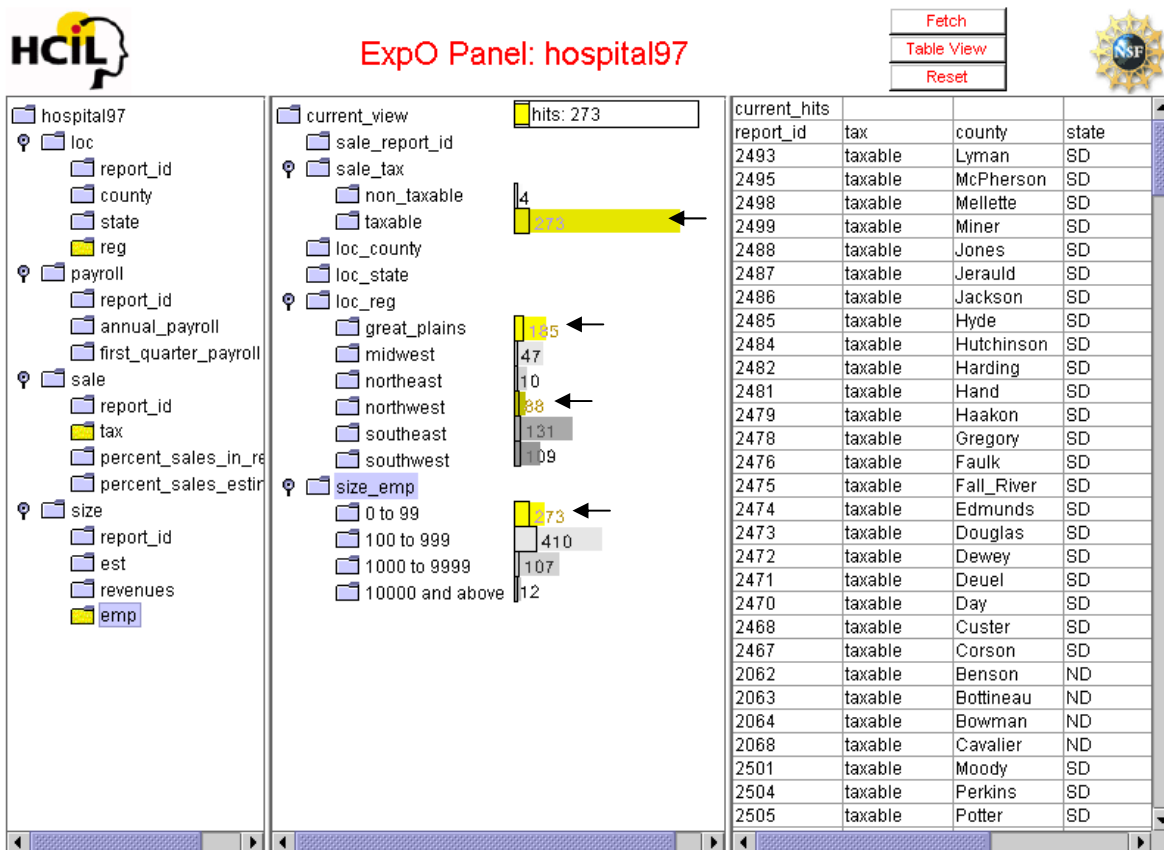 HCIL
ExpO Panel: hospital97
Fetch
Table View
Reset
NSF
hospital97
loc
report_id
county
state
reg
payroll
report_id
annual_payroll
first_quarter_payroll
sale
report_id
tax
percent_sales_in_re
percent_sales_estir
size
report_id
est
revenues
emp
current_view hits: 273
sale_report_id
sale_tax
non_taxable 4
taxable 273
loc_county
loc_state
loc_reg
great_plains 185
midwest 47
northeast 10
northwest 88
southeast 131
southwest 109
size_emp
0 to 99 273
100 to 999 410
1000 to 9999 107
10000 and above 12
current_hits
report_id tax county state
2493 taxable Lyman SD
2495 taxable McPherson SD
2498 taxable Mellette SD
2499 taxable Miner SD
2488 taxable Jones SD
2487 taxable Jerauld SD
2486 taxable Jackson SD
2485 taxable Hyde SD
2484 taxable Hutchinson SD
2482 taxable Harding SD
2481 taxable Hand SD
2479 taxable Haakon SD
2478 taxable Gregory SD
2476 taxable Faulk SD
2475 taxable Fall_River SD
2474 taxable Edmunds SD
2473 taxable Douglas SD
2472 taxable Dewey SD
2471 taxable Deuel SD
2470 taxable Day SD
2468 taxable Custer SD
2467 taxable Corson SD
2062 taxable Benson ND
2063 taxable Bottineau ND
2064 taxable Bowman ND
2068 taxable Cavalier ND
2501 taxable Moody SD
2504 taxable Perkins SD
2505 taxable Potter SD